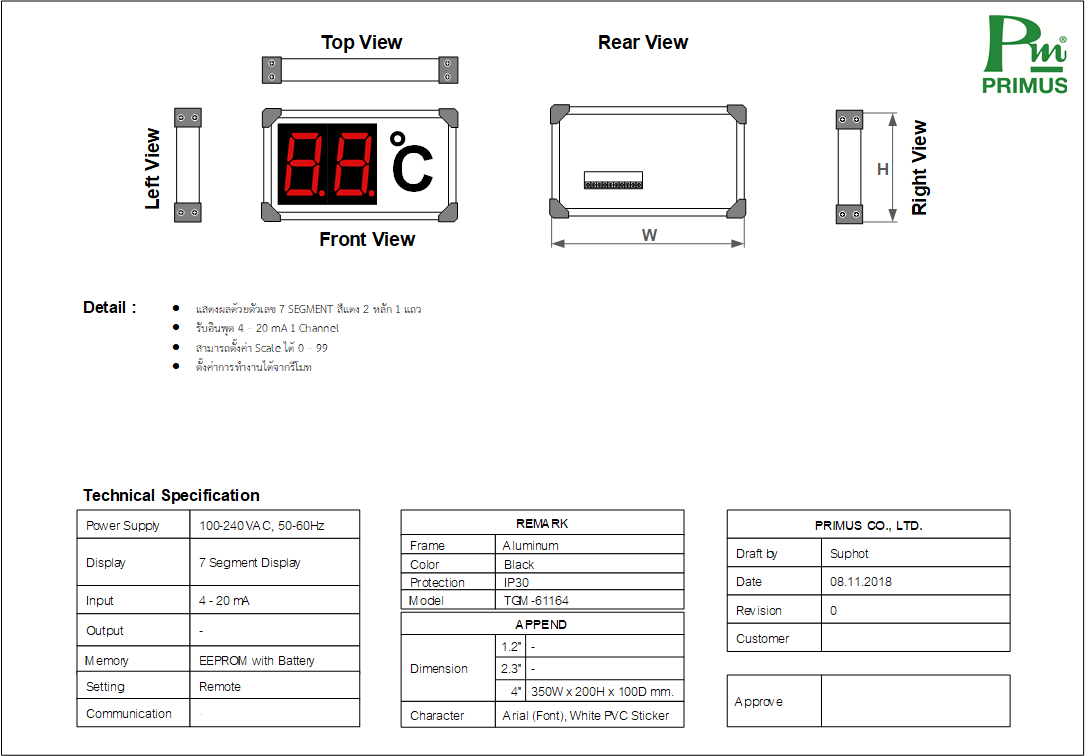 Top View
Rear View
Pm®
PRIMUS
Left View
8.8.
°C
Front View
W
H
Right View
Detail :
• แสดงผลด้วยตัวเลข 7 SEGMENT สีแดง 2 หลัก 1 แถว
• รับอินพุต 4 - 20 mA 1 Channel
• สามารถตั้งค่า Scale ได้ 0 - 99
• ตั้งค่าการทำงานได้จากรีโมท
Technical Specification
Power Supply 100-240 VAC, 50-60Hz
Display 7 Segment Display
Input 4 - 20 mA
Output -
Memory EEPROM with Battery
Setting Remote
Communication -
REMARK
Frame Aluminum
Color Black
Protection IP30
Model TGM-61164
APPEND
Dimension
1.2" -
2.3" -
4" 350W x 200H x 100D mm.
Character Arial (Font), White PVC Sticker
PRIMUS CO., LTD.
Draft by Suphot
Date 08.11.2018
Revision 0
Customer
Approve